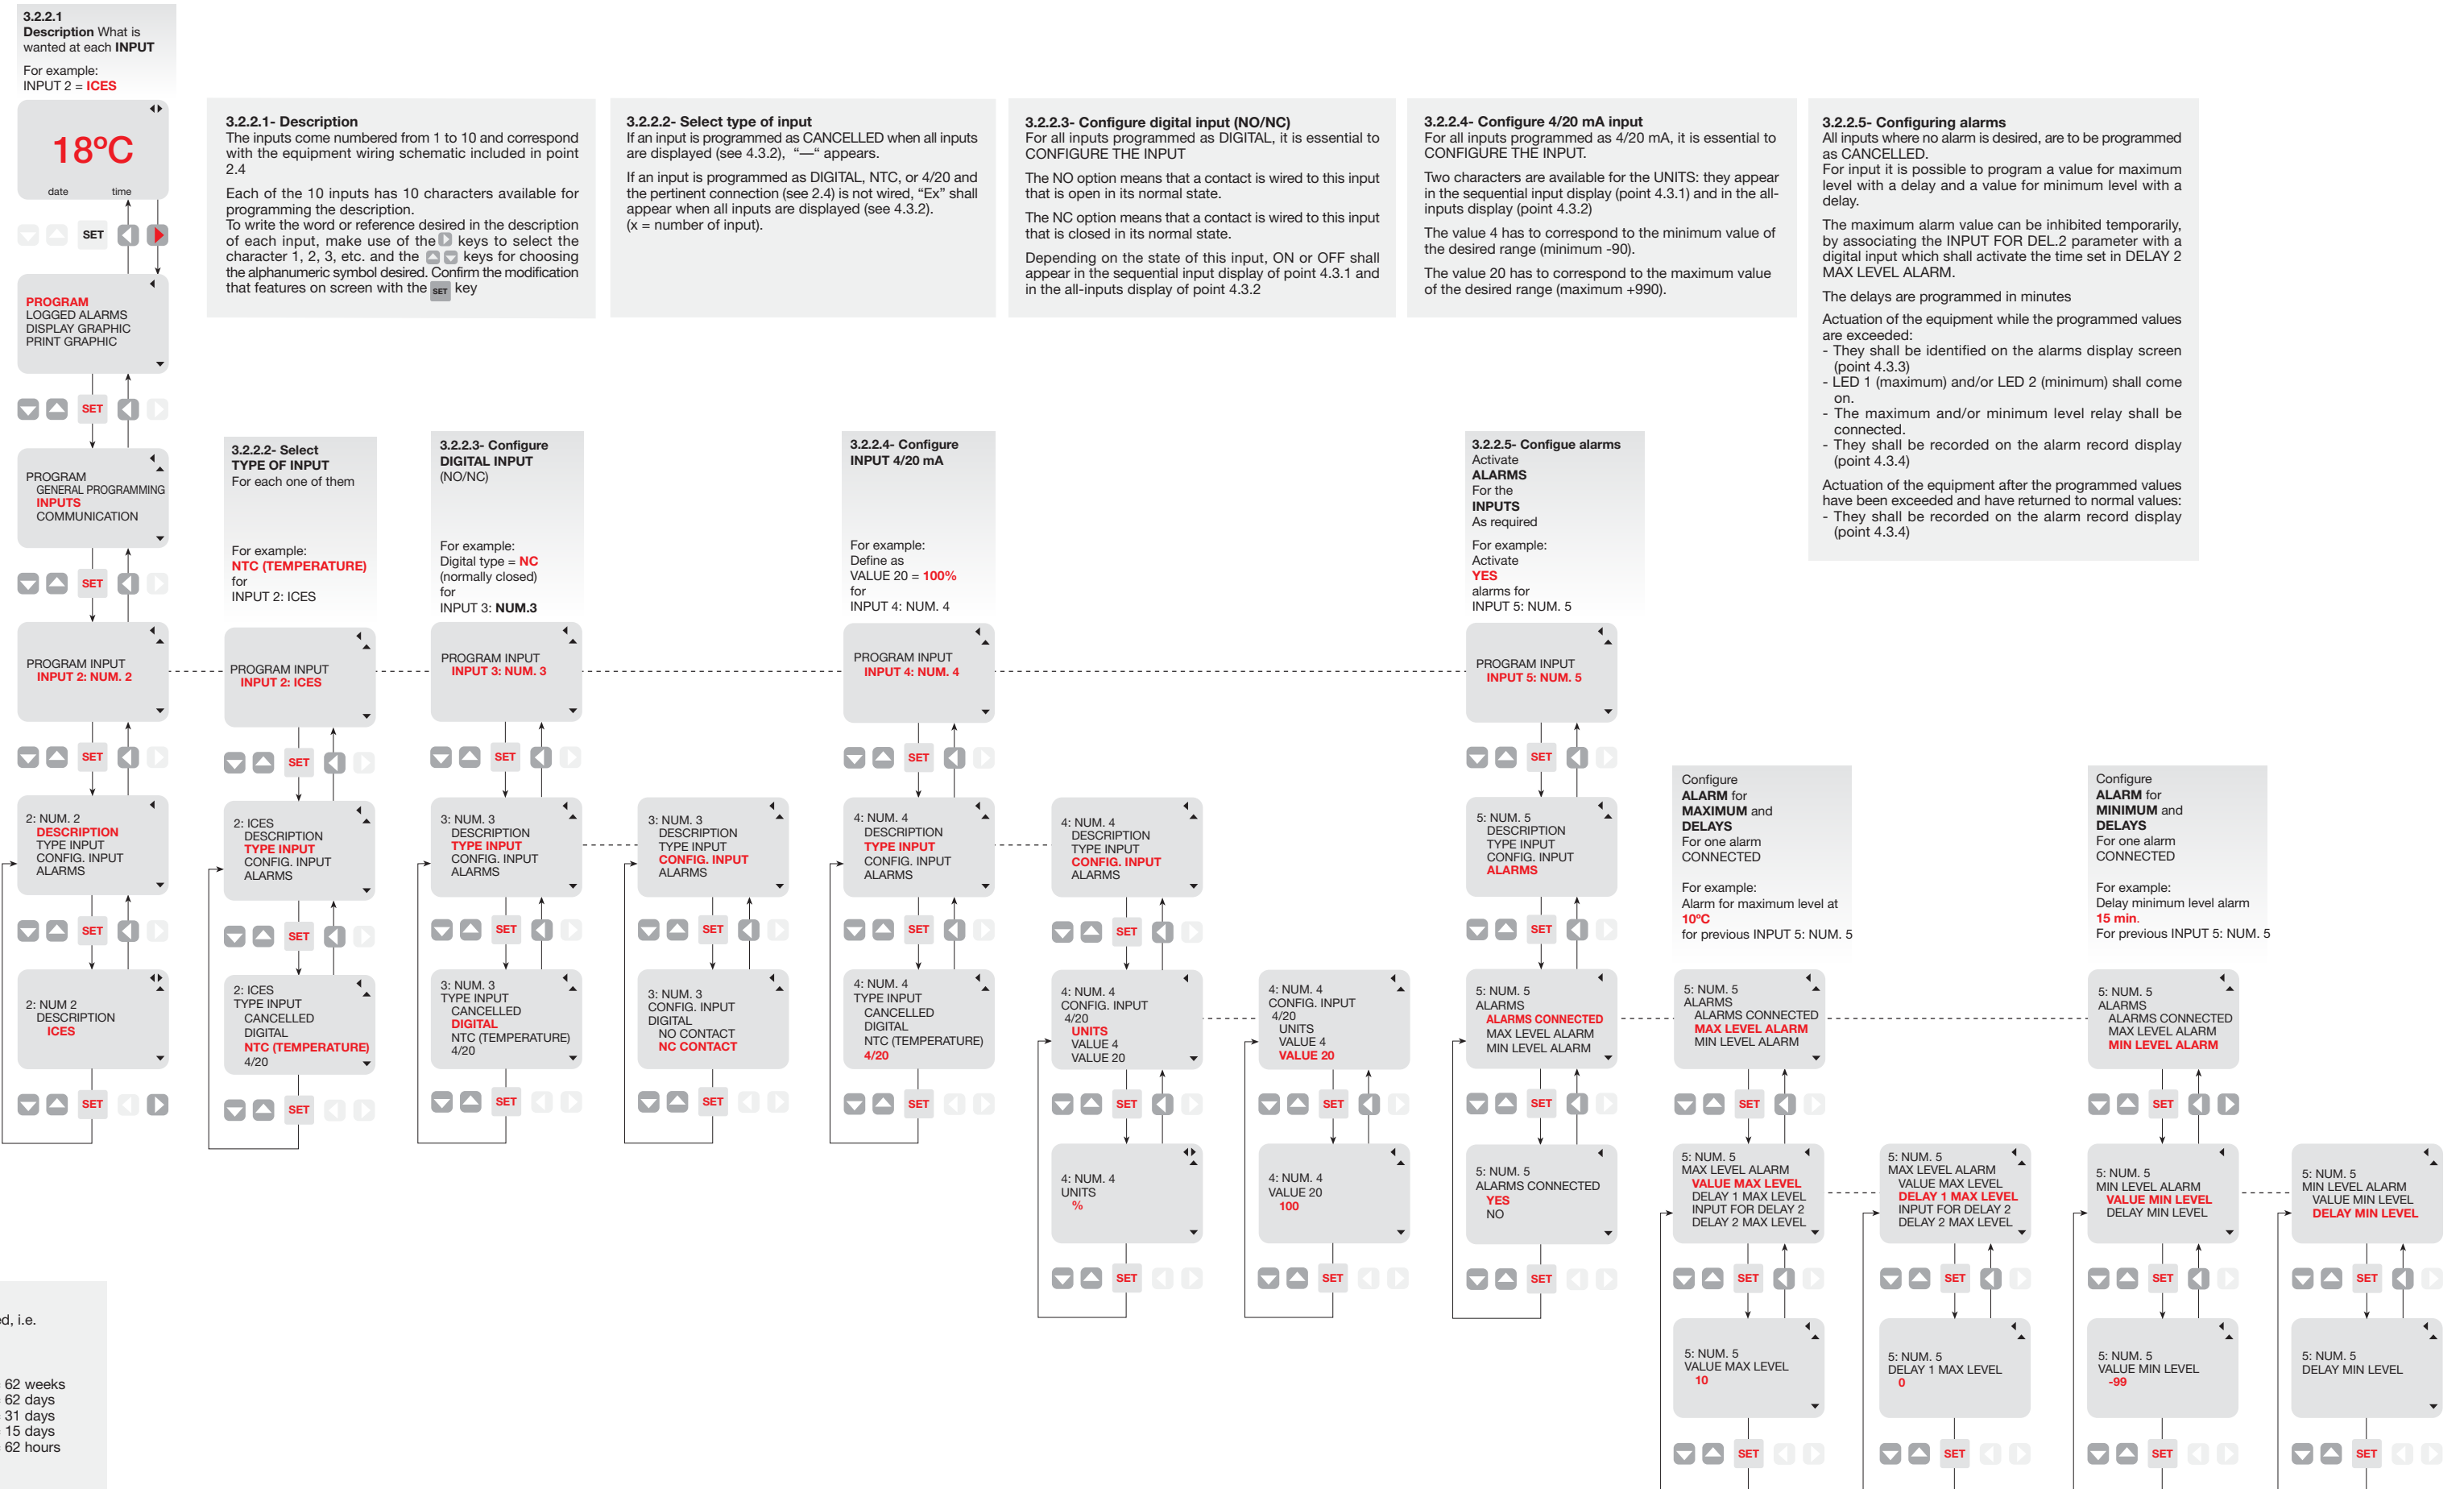 3.2.2.1
Description What is
wanted at each INPUT
For example:
INPUT 2 = ICES
18ºC
date time
SET
PROGRAM
LOGGED ALARMS
DISPLAY GRAPHIC
PRINT GRAPHIC
SET
PROGRAM
GENERAL PROGRAMMING
INPUTS
COMMUNICATION
SET
PROGRAM INPUT
INPUT 2: NUM. 2
SET
2: NUM. 2
DESCRIPTION
TYPE INPUT
CONFIG. INPUT
ALARMS
SET
2: NUM 2
DESCRIPTION
ICES
SET
3.2.2.1- Description
The inputs come numbered from 1 to 10 and correspond
with the equipment wiring schematic included in point
2.4
Each of the 10 inputs has 10 characters available for
programming the description.
To write the word or reference desired in the description
of each input, make use of the keys to select the
character 1, 2, 3, etc. and the keys for choosing
the alphanumeric symbol desired. Confirm the modification
that features on screen with the SET key
3.2.2.2- Select type of input
If an input is programmed as CANCELLED when all inputs
are displayed (see 4.3.2), “—“ appears.
If an input is programmed as DIGITAL, NTC, or 4/20 and
the pertinent connection (see 2.4) is not wired, “Ex” shall
appear when all inputs are displayed (see 4.3.2).
(x = number of input).
3.2.2.3- Configure digital input (NO/NC)
For all inputs programmed as DIGITAL, it is essential to
CONFIGURE THE INPUT
The NO option means that a contact is wired to this input
that is open in its normal state.
The NC option means that a contact is wired to this input
that is closed in its normal state.
Depending on the state of this input, ON or OFF shall
appear in the sequential input display of point 4.3.1 and
in the all-inputs display of point 4.3.2
3.2.2.4- Configure 4/20 mA input
For all inputs programmed as 4/20 mA, it is essential to
CONFIGURE THE INPUT.
Two characters are available for the UNITS: they appear
in the sequential input display (point 4.3.1) and in the all-
inputs display (point 4.3.2)
The value 4 has to correspond to the minimum value of
the desired range (minimum -90).
The value 20 has to correspond to the maximum value
of the desired range (maximum +990).
3.2.2.5- Configuring alarms
All inputs where no alarm is desired, are to be programmed
as CANCELLED.
For input it is possible to program a value for maximum
level with a delay and a value for minimum level with a
delay.
The maximum alarm value can be inhibited temporarily,
by associating the INPUT FOR DEL.2 parameter with a
digital input which shall activate the time set in DELAY 2
MAX LEVEL ALARM.
The delays are programmed in minutes
Actuation of the equipment while the programmed values
are exceeded:
- They shall be identified on the alarms display screen
(point 4.3.3)
- LED 1 (maximum) and/or LED 2 (minimum) shall come
on.
- The maximum and/or minimum level relay shall be
connected.
- They shall be recorded on the alarm record display
(point 4.3.4)
Actuation of the equipment after the programmed values
have been exceeded and have returned to normal values:
- They shall be recorded on the alarm record display
(point 4.3.4)
3.2.2.2- Select
TYPE OF INPUT
For each one of them
For example:
NTC (TEMPERATURE)
for
INPUT 2: ICES
PROGRAM INPUT
INPUT 2: ICES
SET
2: ICES
DESCRIPTION
TYPE INPUT
CONFIG. INPUT
ALARMS
SET
2: ICES
TYPE INPUT
CANCELLED
DIGITAL
NTC (TEMPERATURE)
4/20
SET
3.2.2.3- Configure
DIGITAL INPUT
(NO/NC)
For example:
Digital type = NC
(normally closed)
for
INPUT 3: NUM.3
PROGRAM INPUT
INPUT 3: NUM. 3
SET
3: NUM. 3
DESCRIPTION
TYPE INPUT
CONFIG. INPUT
ALARMS
SET
3: NUM. 3
TYPE INPUT
CANCELLED
DIGITAL
NTC (TEMPERATURE)
4/20
SET
3: NUM. 3
DESCRIPTION
TYPE INPUT
CONFIG. INPUT
ALARMS
SET
3: NUM. 3
CONFIG. INPUT
DIGITAL
NO CONTACT
NC CONTACT
SET
3.2.2.4- Configure
INPUT 4/20 mA
For example:
Define as
VALUE 20 = 100%
for
INPUT 4: NUM. 4
PROGRAM INPUT
INPUT 4: NUM. 4
SET
4: NUM. 4
DESCRIPTION
TYPE INPUT
CONFIG. INPUT
ALARMS
SET
4: NUM. 4
TYPE INPUT
CANCELLED
DIGITAL
NTC (TEMPERATURE)
4/20
SET
4: NUM. 4
DESCRIPTION
TYPE INPUT
CONFIG. INPUT
ALARMS
SET
4: NUM. 4
CONFIG. INPUT
4/20
UNITS
VALUE 4
VALUE 20
SET
4: NUM. 4
UNITS
%
SET
4: NUM. 4
CONFIG. INPUT
4/20
UNITS
VALUE 4
VALUE 20
SET
4: NUM. 4
VALUE 20
100
SET
3.2.2.5- Configue alarms
Activate
ALARMS
For the
INPUTS
As required
For example:
Activate
YES
alarms for
INPUT 5: NUM. 5
PROGRAM INPUT
INPUT 5: NUM. 5
SET
5: NUM. 5
DESCRIPTION
TYPE INPUT
CONFIG. INPUT
ALARMS
SET
5: NUM. 5
ALARMS
ALARMS CONNECTED
MAX LEVEL ALARM
MIN LEVEL ALARM
SET
5: NUM. 5
ALARMS CONNECTED
YES
NO
SET
Configure
ALARM for
MAXIMUM and
DELAYS
For one alarm
CONNECTED
For example:
Alarm for maximum level at
10ºC
for previous INPUT 5: NUM. 5
5: NUM. 5
ALARMS
ALARMS CONNECTED
MAX LEVEL ALARM
MIN LEVEL ALARM
SET
5: NUM. 5
MAX LEVEL ALARM
VALUE MAX LEVEL
DELAY 1 MAX LEVEL
INPUT FOR DELAY 2
DELAY 2 MAX LEVEL
SET
5: NUM. 5
VALUE MAX LEVEL
10
SET
5: NUM. 5
MAX LEVEL ALARM
VALUE MAX LEVEL
DELAY 1 MAX LEVEL
INPUT FOR DELAY 2
DELAY 2 MAX LEVEL
SET
5: NUM. 5
DELAY 1 MAX LEVEL
0
SET
Configure
ALARM for
MINIMUM and
DELAYS
For one alarm
CONNECTED
For example:
Delay minimum level alarm
15 min.
For previous INPUT 5: NUM. 5
5: NUM. 5
ALARMS
ALARMS CONNECTED
MAX LEVEL ALARM
MIN LEVEL ALARM
SET
5: NUM. 5
MIN LEVEL ALARM
VALUE MIN LEVEL
DELAY MIN LEVEL
SET
5: NUM. 5
VALUE MIN LEVEL
-99
SET
5: NUM. 5
MIN LEVEL ALARM
VALUE MIN LEVEL
DELAY MIN LEVEL
SET
5: NUM. 5
DELAY MIN LEVEL
SET
i.e.
62 weeks
62 days
31 days
15 days
62 hours